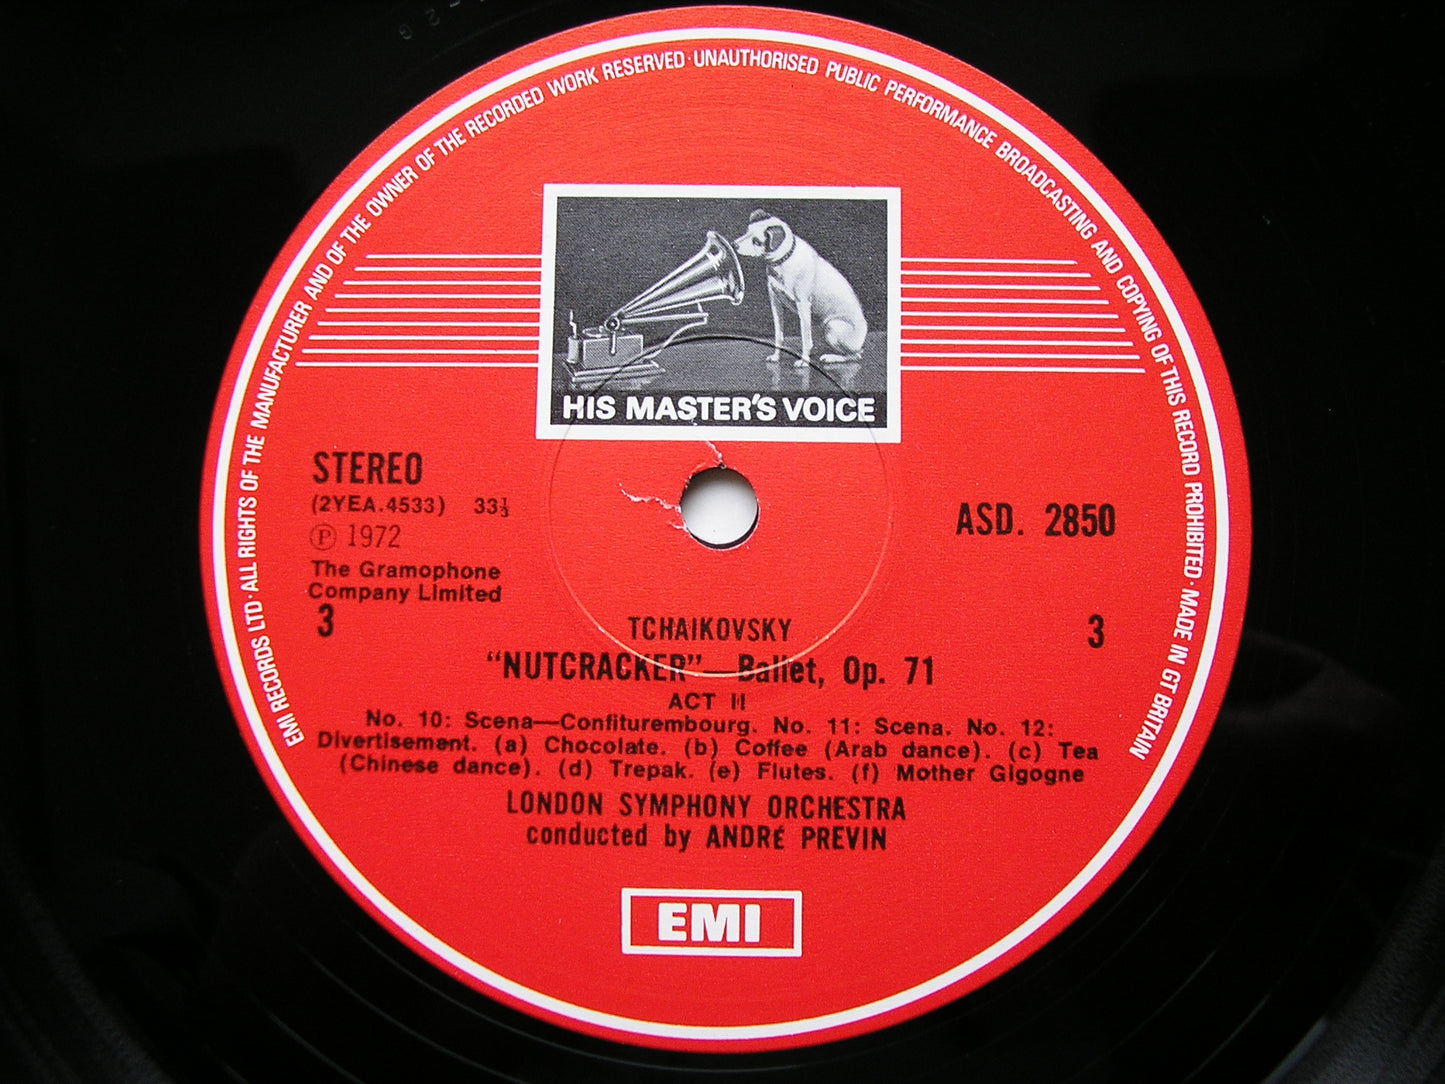 EMI RECORDS LTD · ALL RIGHTS OF THE MANUFACTURER AND OF THE OWNER OF THE RECORDED WORK RESERVED · UNAUTHORISED PUBLIC PERFORMANCE BROADCASTING AND COPYING OF THIS RECORD PROHIBITED · MADE IN GT BRITAIN
HIS MASTER'S VOICE
STEREO
(2YEA.4533) 33⅓
Ⓟ 1972
The Gramophone
Company Limited
3
ASD. 2850
3
TCHAIKOVSKY
"NUTCRACKER"—Ballet, Op. 71
ACT II
No. 10: Scena—Confiturembourg. No. 11: Scena. No. 12:
Divertisement. (a) Chocolate. (b) Coffee (Arab dance). (c) Tea
(Chinese dance). (d) Trepak. (e) Flutes. (f) Mother Gigogne
LONDON SYMPHONY ORCHESTRA
conducted by ANDRÉ PREVIN
EMI